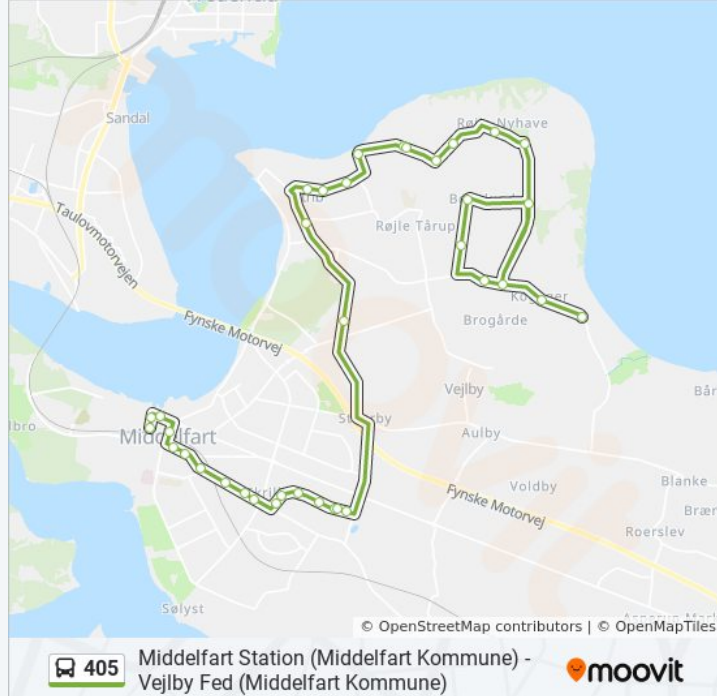 Sandal
Taulovmotorvejen
Røjle Tårup
Fynske Motorvej
Brogårde
Vejlby
Middelfart
Aulby
Blanke
Voldby
Fynske Motorvej
Roerslev
Sølyst
© OpenStreetMap contributors | © OpenMapTiles
405
Middelfart Station (Middelfart Kommune) -
Vejlby Fed (Middelfart Kommune)
moovit